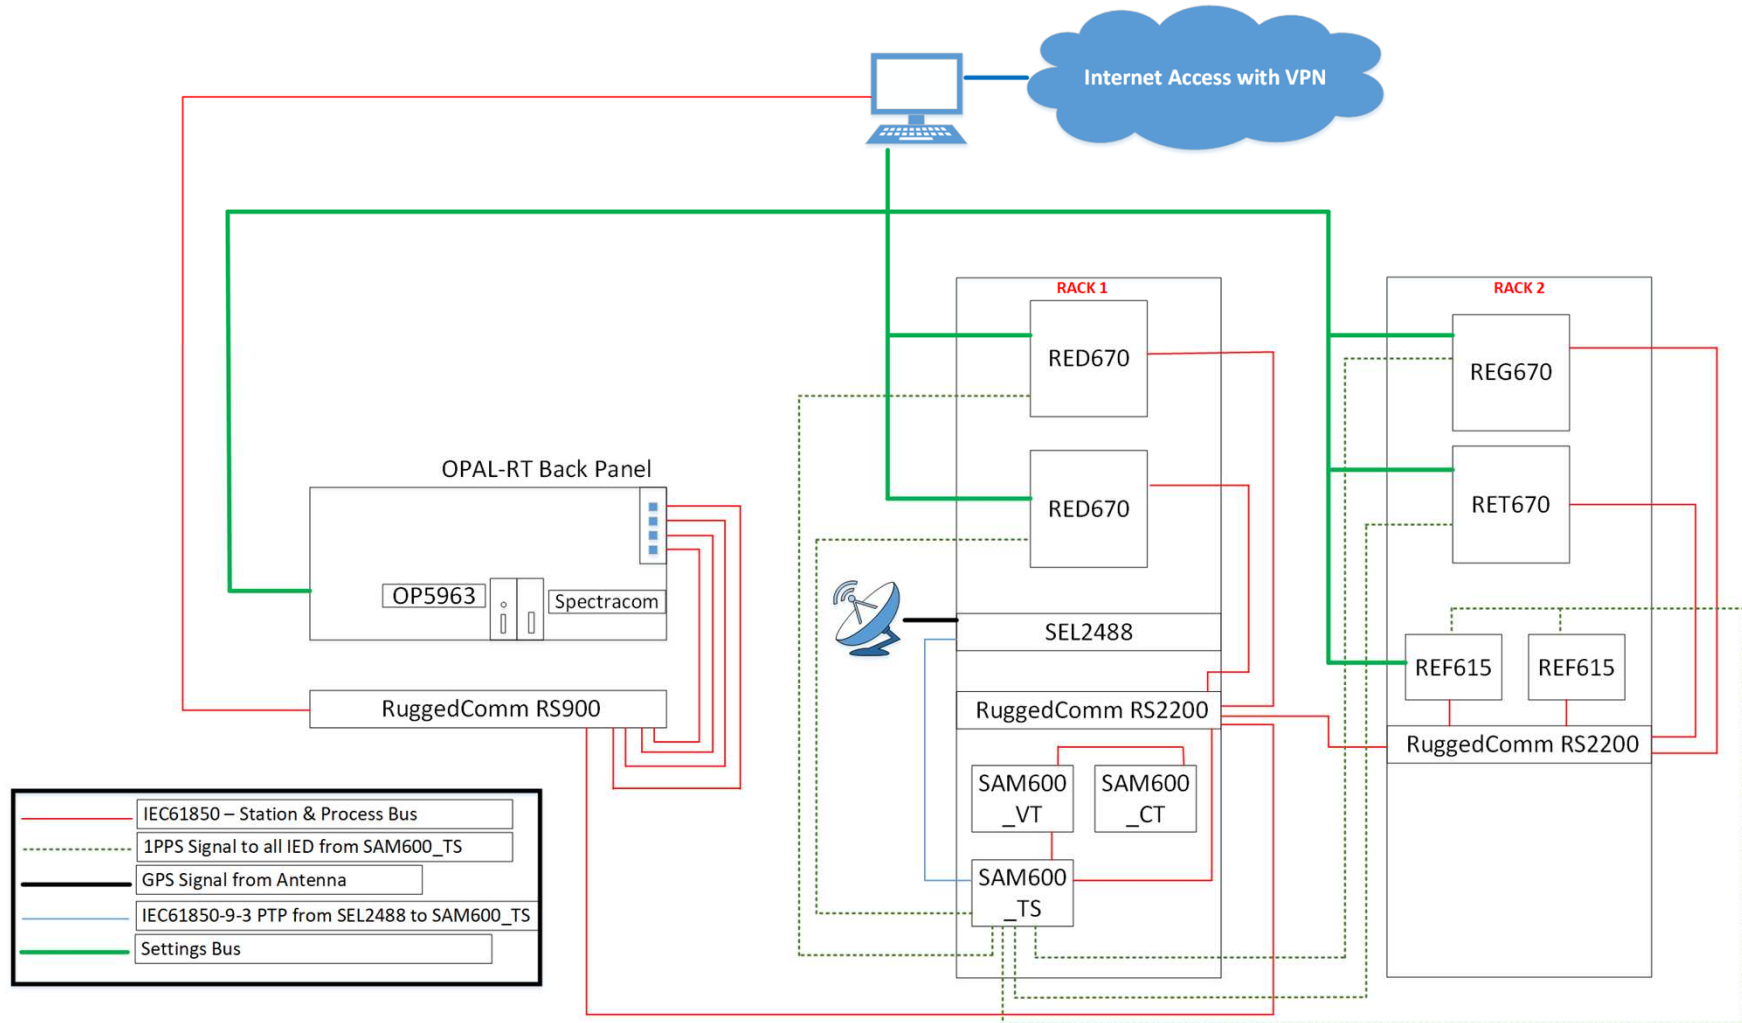 Internet Access with VPN
RACK 1
RACK 2
RED670
REG670
RED670
RET670
OPAL-RT Back Panel
OP5963
Spectracom
SEL2488
REF615
REF615
RuggedComm RS900
RuggedComm RS2200
RuggedComm RS2200
SAM600
_VT
SAM600
_CT
SAM600
_TS
IEC61850 – Station & Process Bus
1PPS Signal to all IED from SAM600_TS
GPS Signal from Antenna
IEC61850-9-3 PTP from SEL2488 to SAM600_TS
Settings Bus